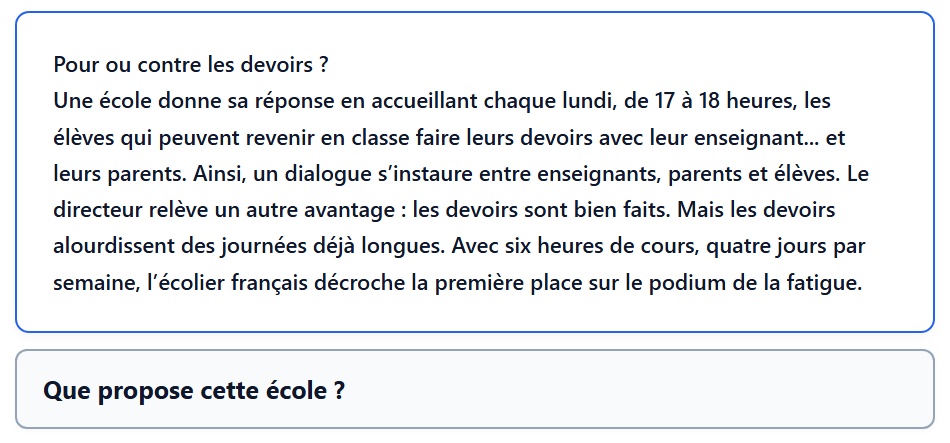 Pour ou contre les devoirs ?
Une école donne sa réponse en accueillant chaque lundi, de 17 à 18 heures, les
élèves qui peuvent revenir en classe faire leurs devoirs avec leur enseignant... et
leurs parents. Ainsi, un dialogue s’instaure entre enseignants, parents et élèves. Le
directeur relève un autre avantage : les devoirs sont bien faits. Mais les devoirs
alourdissent des journées déjà longues. Avec six heures de cours, quatre jours par
semaine, l’écolier français décroche la première place sur le podium de la fatigue.
Que propose cette école ?